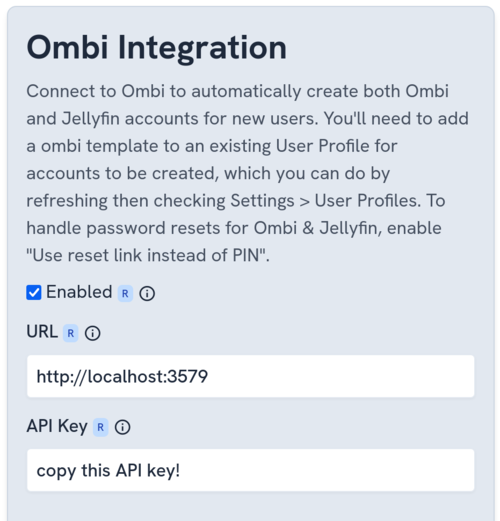 Ombi Integration
Connect to Ombi to automatically create both Ombi
and Jellyfin accounts for new users. You'll need to add
a ombi template to an existing User Profile for
accounts to be created, which you can do by
refreshing then checking Settings > User Profiles. To
handle password resets for Ombi & Jellyfin, enable
"Use reset link instead of PIN".
Enabled R
URL R
http://localhost:3579
API Key R
copy this API key!